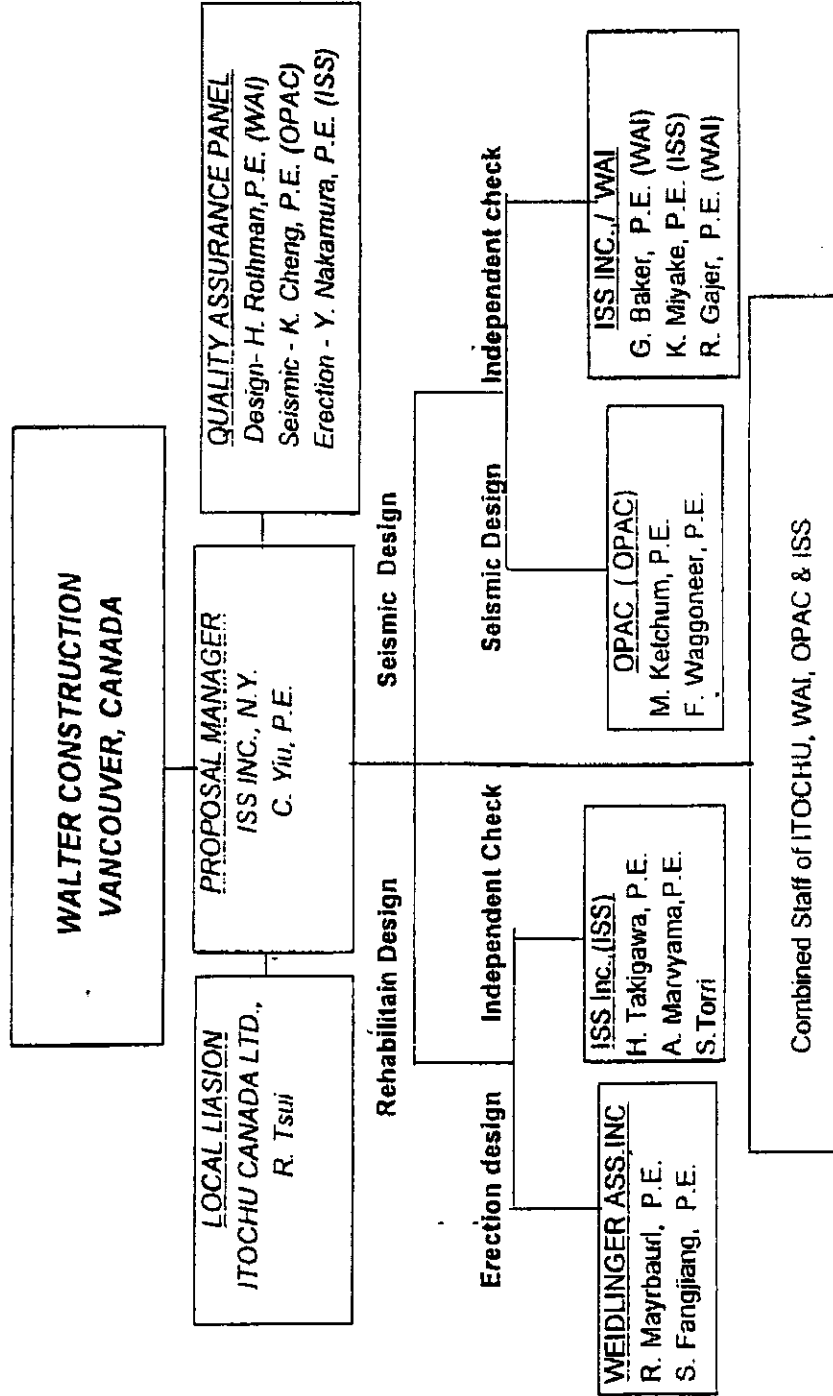 WALTER CONSTRUCTION
VANCOUVER, CANADA
LOCAL LIASION
ITOCHU CANADA LTD.,
R. Tsui
PROPOSAL MANAGER
ISS INC., N.Y.
C. Yiu, P.E.
QUALITY ASSURANCE PANEL
Design- H. Rothman,P.E. (WAI)
Seismic - K. Cheng, P.E. (OPAC)
Erection - Y. Nakamura, P.E. (ISS)
Rehabilitain Design
Seismic Design
Erection design
Independent Check
Seismic Design
Independent check
WEIDLINGER ASS.INC
R. Mayrbaurl, P.E.
S. Fangjiang, P.E.
ISS Inc.,(ISS)
H. Takigawa, P.E.
A. Marvyama,P.E.
S.Torri
OPAC ( OPAC)
M. Ketchum, P.E.
F. Waggoneer, P.E.
ISS INC.,/ WAI
G. Baker, P.E. (WAI)
K. Miyake, P.E. (ISS)
R. Gajer, P.E. (WAI)
Combined Staff of ITOCHU, WAI, OPAC & ISS